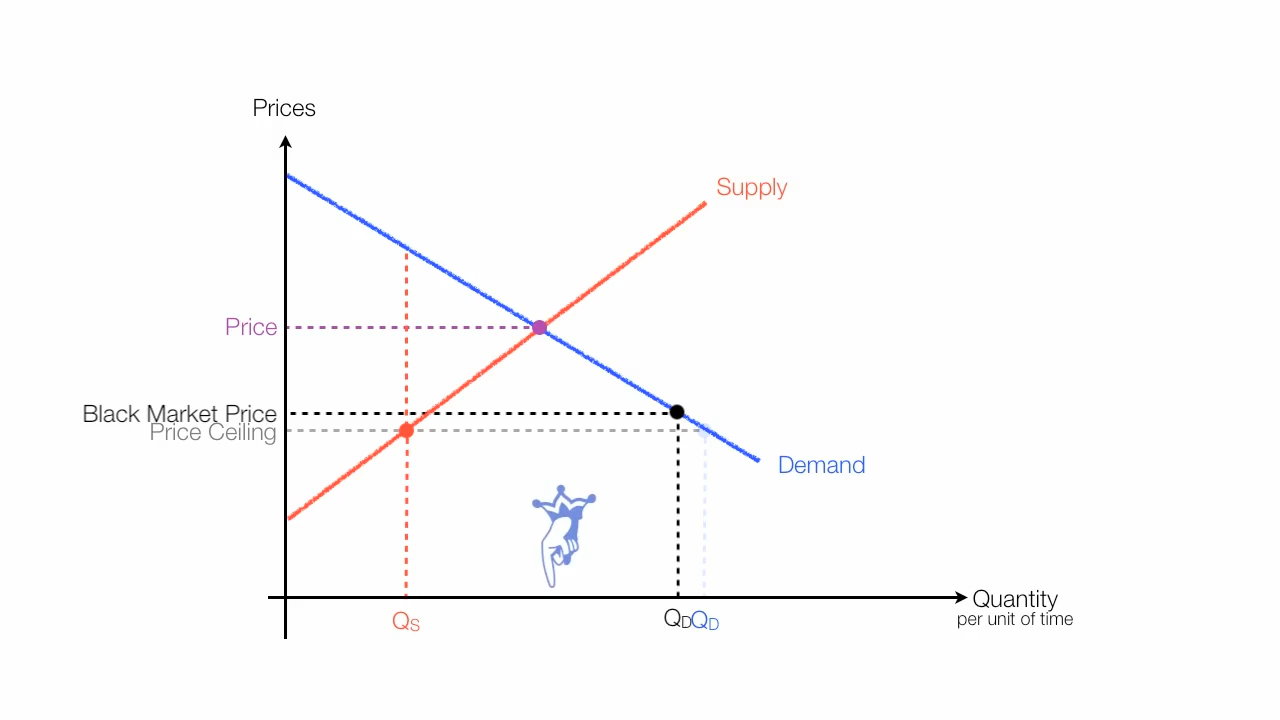 Prices
Supply
Price
Black Market Price
Price Ceiling
Demand
Quantity
per unit of time
QS
QD
QD